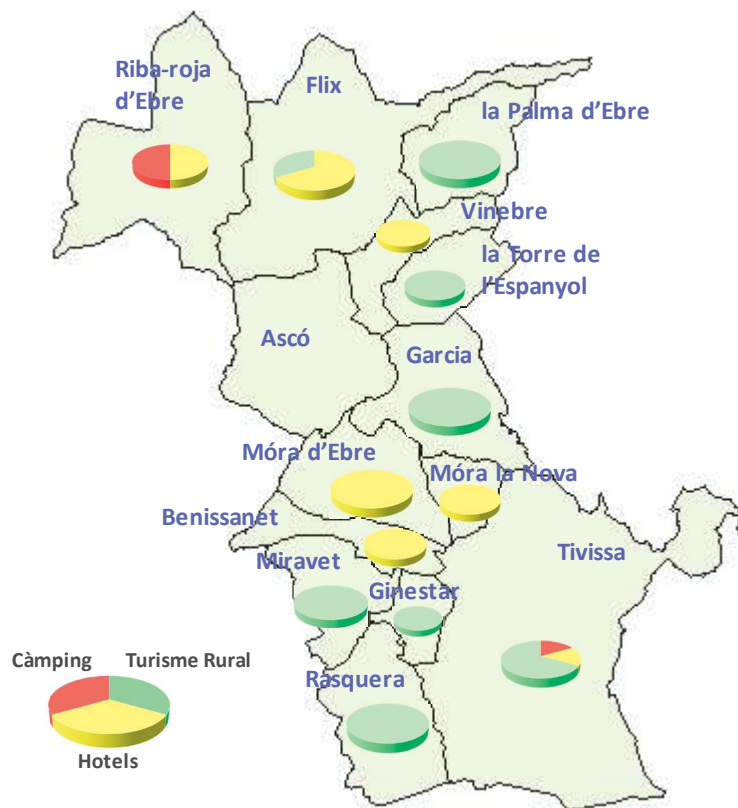 Riba-roja
d’Ebre
Flix
la Palma d’Ebre
Vinebre
la Torre de
l’Espanyol
Ascó
Garcia
Móra d’Ebre
Móra la Nova
Benissanet
Tivissa
Miravet
Ginestar
Càmping
Turisme Rural
Rasquera
Hotels